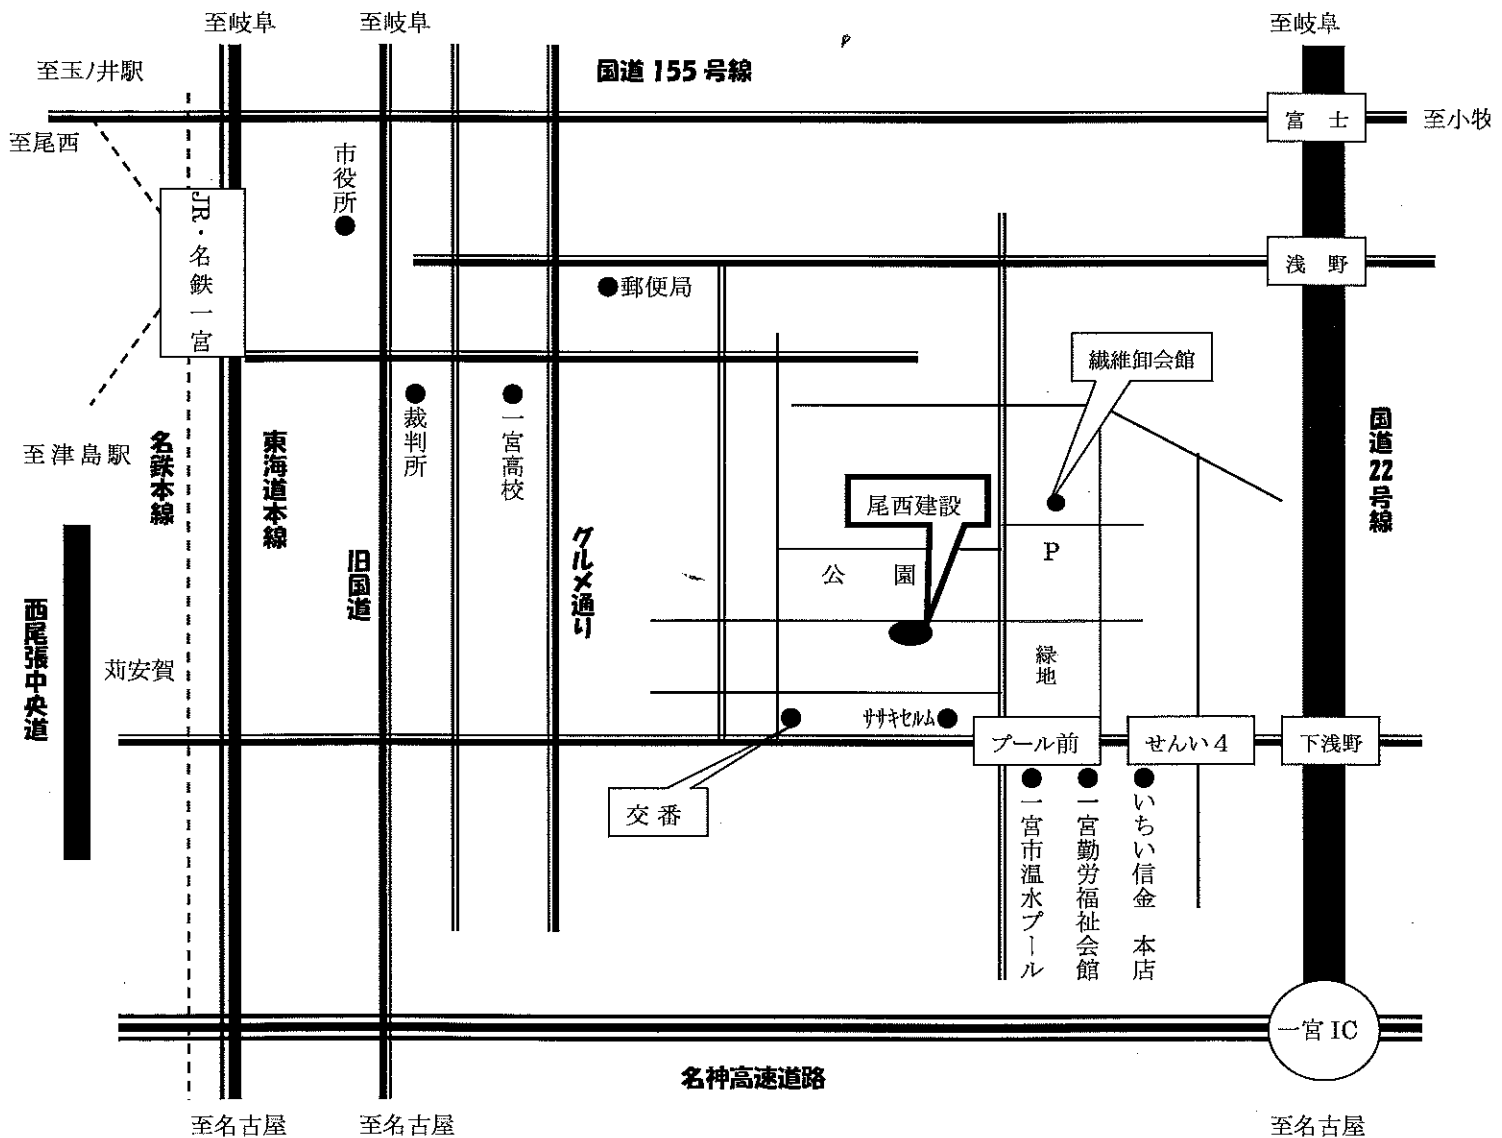 至岐阜
至岐阜
至岐阜
至玉ノ井駅
国道155号線
至尾西
富士
至小牧
市役所
JR・名鉄一宮
浅野
郵便局
繊維卸会館
裁判所
一宮高校
至津島駅
名鉄本線
東海道本線
国道22号線
尾西建設
旧国道
グルメ通り
公園
P
西尾張中央道
苅安賀
緑地
ササキセルム
プール前
せんい4
下浅野
交番
一宮市温水プール
一宮勤労福祉会館
いちい信金 本店
一宮IC
名神高速道路
至名古屋
至名古屋
至名古屋